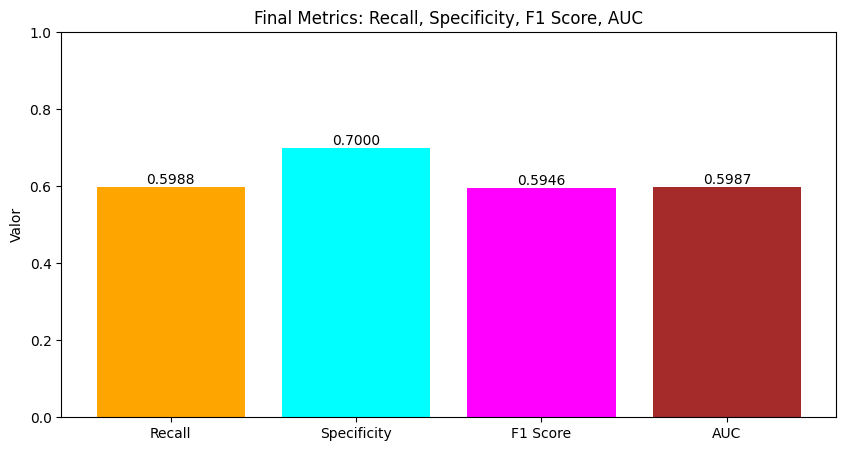 Final Metrics: Recall, Specificity, F1 Score, AUC
Valor
1.0
0.8
0.6
0.4
0.2
0.0
0.5988
0.7000
0.5946
0.5987
Recall
Specificity
F1 Score
AUC